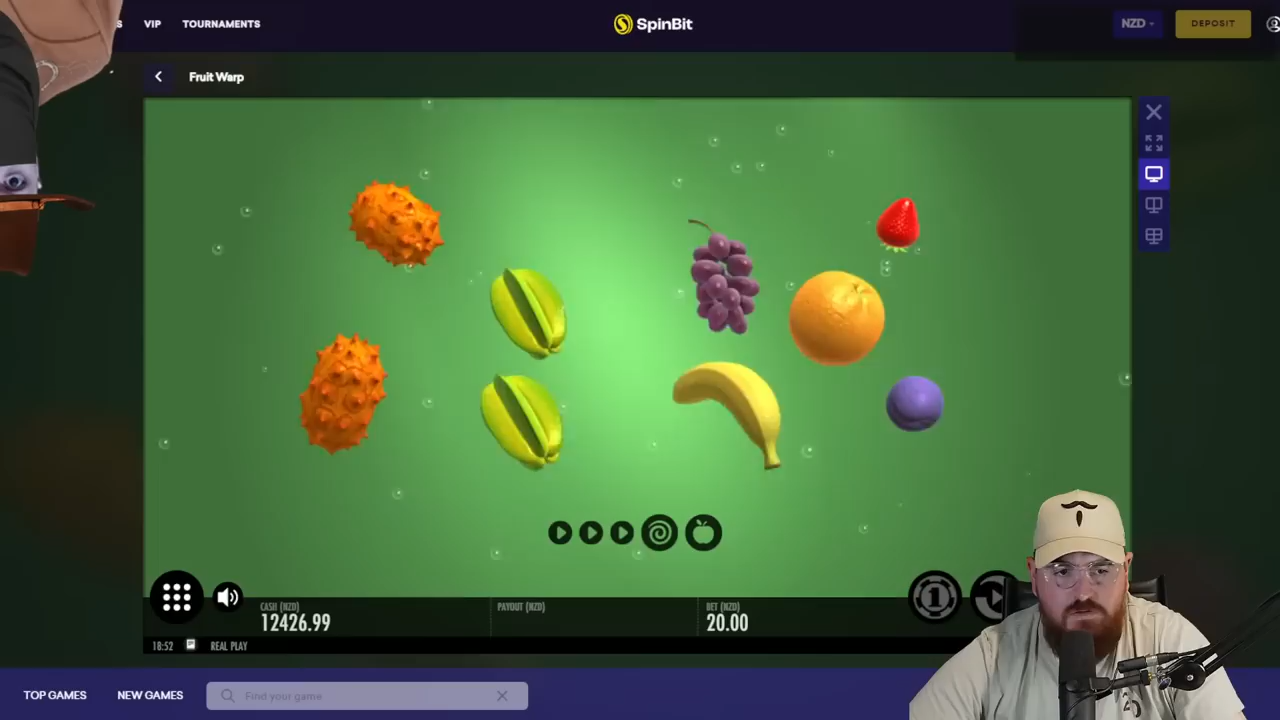 S VIP TOURNAMENTS
SpinBit
NZD
DEPOSIT
Fruit Warp
CASH (NZD)
12426.99
PAYOUT (NZD)
BET (NZD)
20.00
1
18:52 REAL PLAY
TOP GAMES NEW GAMES
Find your game